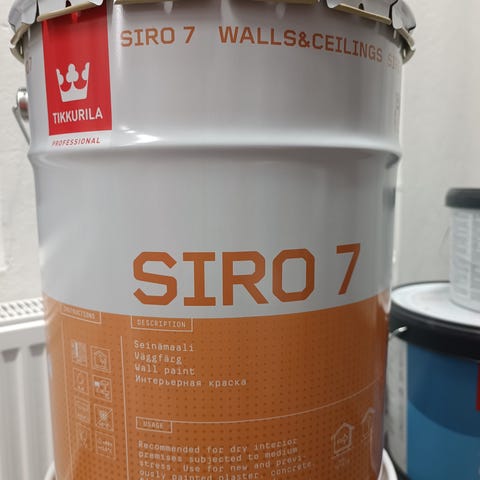 SIRO 7 WALLS&CEILINGS
TIKKURILA
PROFESSIONAL
SIRO 7
INSTRUCTIONS
DESCRIPTION
Seinämaali
Väggfärg
Wall paint
Интерьерная краска
USAGE
Recommended for dry interior
premises subjected to medium
stress. Use for new and previ-
ously painted plaster, concrete